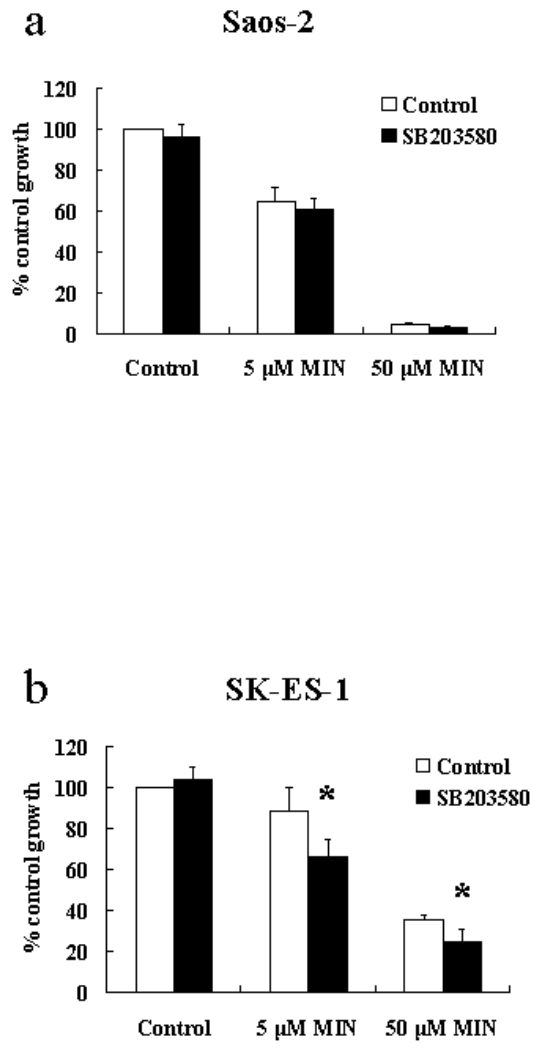 a
Saos-2
120
100
80
60
40
20
0
% control growth
Control
SB203580
Control 5 µM MIN 50 µM MIN
b
SK-ES-1
120
100
80
60
40
20
0
% control growth
Control
SB203580
*
*
Control 5 µM MIN 50 µM MIN